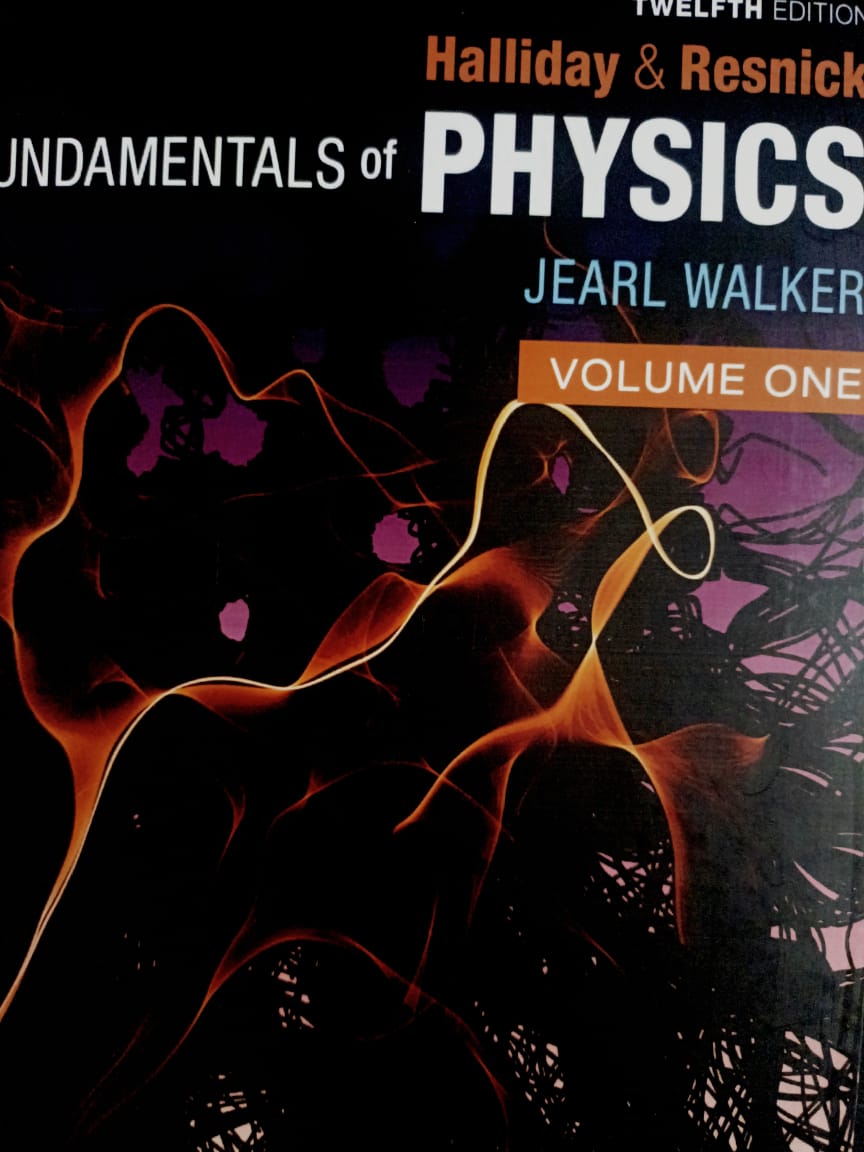 TWELFTH EDITION
Halliday & Resnick
UNDAMENTALS of PHYSICS
JEARL WALKER
VOLUME ONE